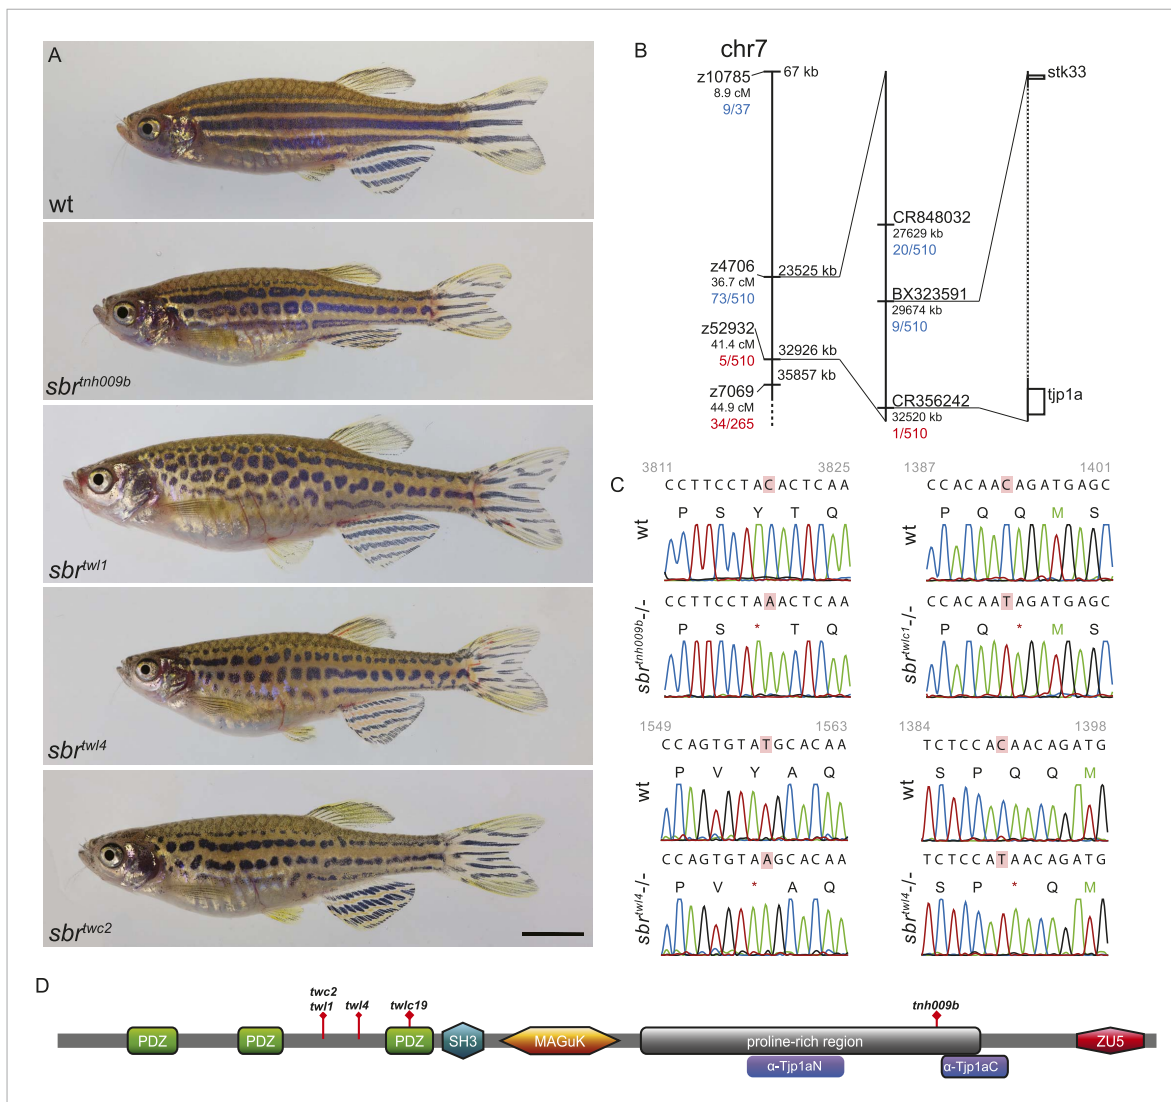 A
wt
sbrtnh009b
sbrtwl1
sbrtwl4
sbrtwc2
B
chr7
z10785
8.9 cM
9/37
67 kb
z4706
36.7 cM
73/510
23525 kb
z52932
41.4 cM
5/510
32926 kb
35857 kb
z7069
44.9 cM
34/265
CR848032
27629 kb
20/510
BX323591
29674 kb
9/510
CR356242
32520 kb
1/510
stk33
tjp1a
C
3811 3825
wt
CCTTCCTACACTCAA
P S Y T Q
sbrtnh009b-/-
CCTTCCTAAACTCAA
P S * T Q
1387 1401
wt
CCACAACAGATGAGC
P Q Q M S
sbrtwlc1-/-
CCACAATAGATGAGC
P Q * M S
1549 1563
wt
CCAGTGTATGCACAA
P V Y A Q
sbrtwl4-/-
CCAGTGTAAGCACAA
P V * A Q
1384 1398
wt
TCTCCACAACAGATG
S P Q Q M
sbrtwl4-/-
TCTCCATAACAGATG
S P * Q M
D
twc2
twl1 twl4 twlc19 tnh009b
PDZ PDZ PDZ SH3 MAGuK proline-rich region ZU5
α-Tjp1aN α-Tjp1aC